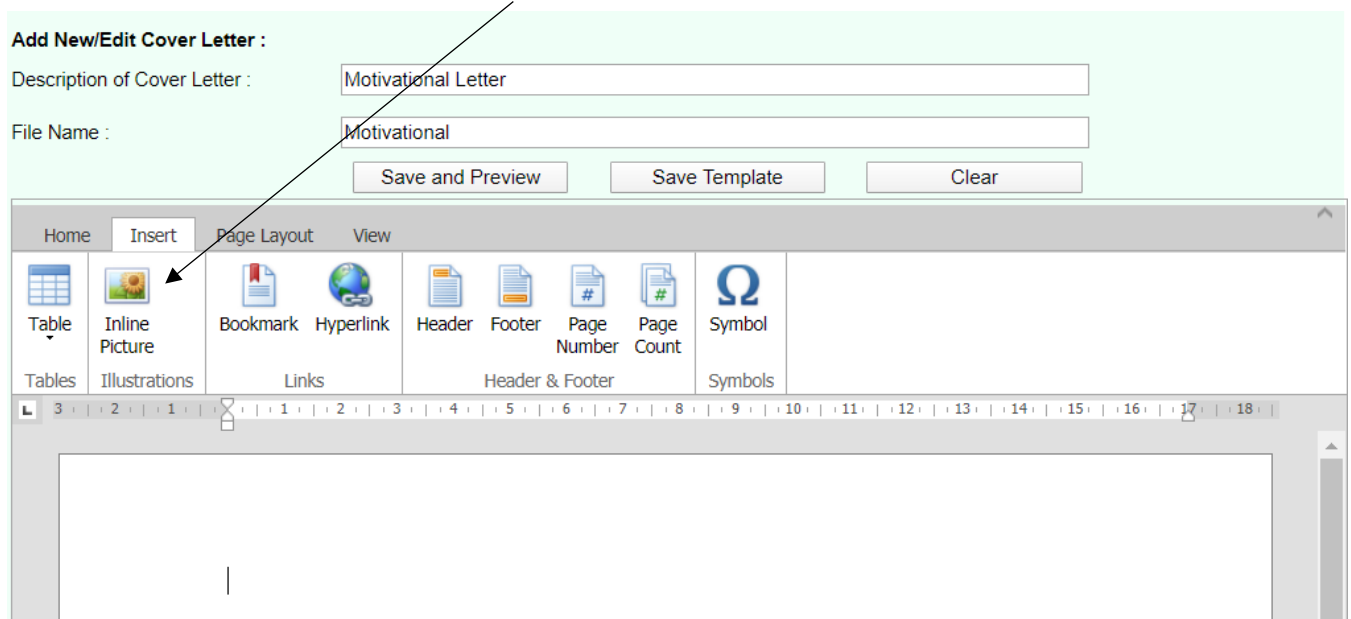 Add New/Edit Cover Letter :
Description of Cover Letter : Motivational Letter
File Name : Motivational
Save and Preview Save Template Clear
Home Insert Page Layout View
Table Inline Picture Bookmark Hyperlink Header Footer Page Number Page Count Symbol
Tables Illustrations Links Header & Footer Symbols
L 3 2 1 1 2 3 4 5 6 7 8 9 10 11 12 13 14 15 16 17 18